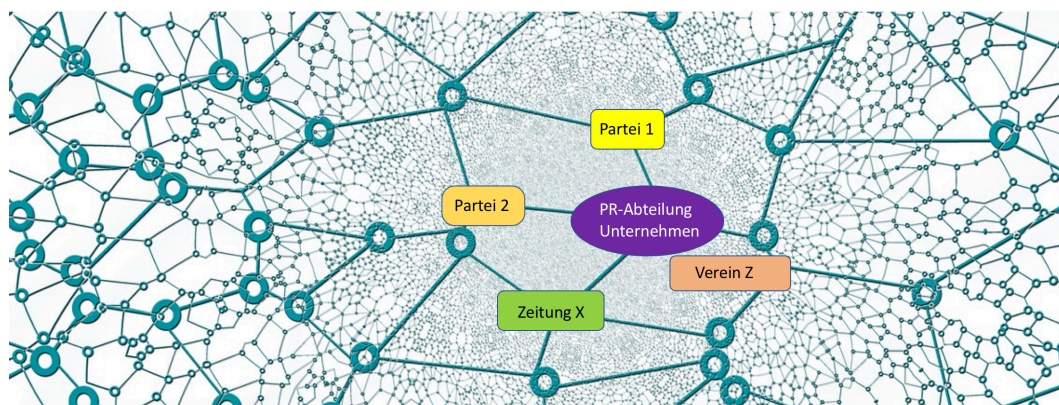 Partei 1
Partei 2
PR-Abteilung
Unternehmen
Verein Z
Zeitung X